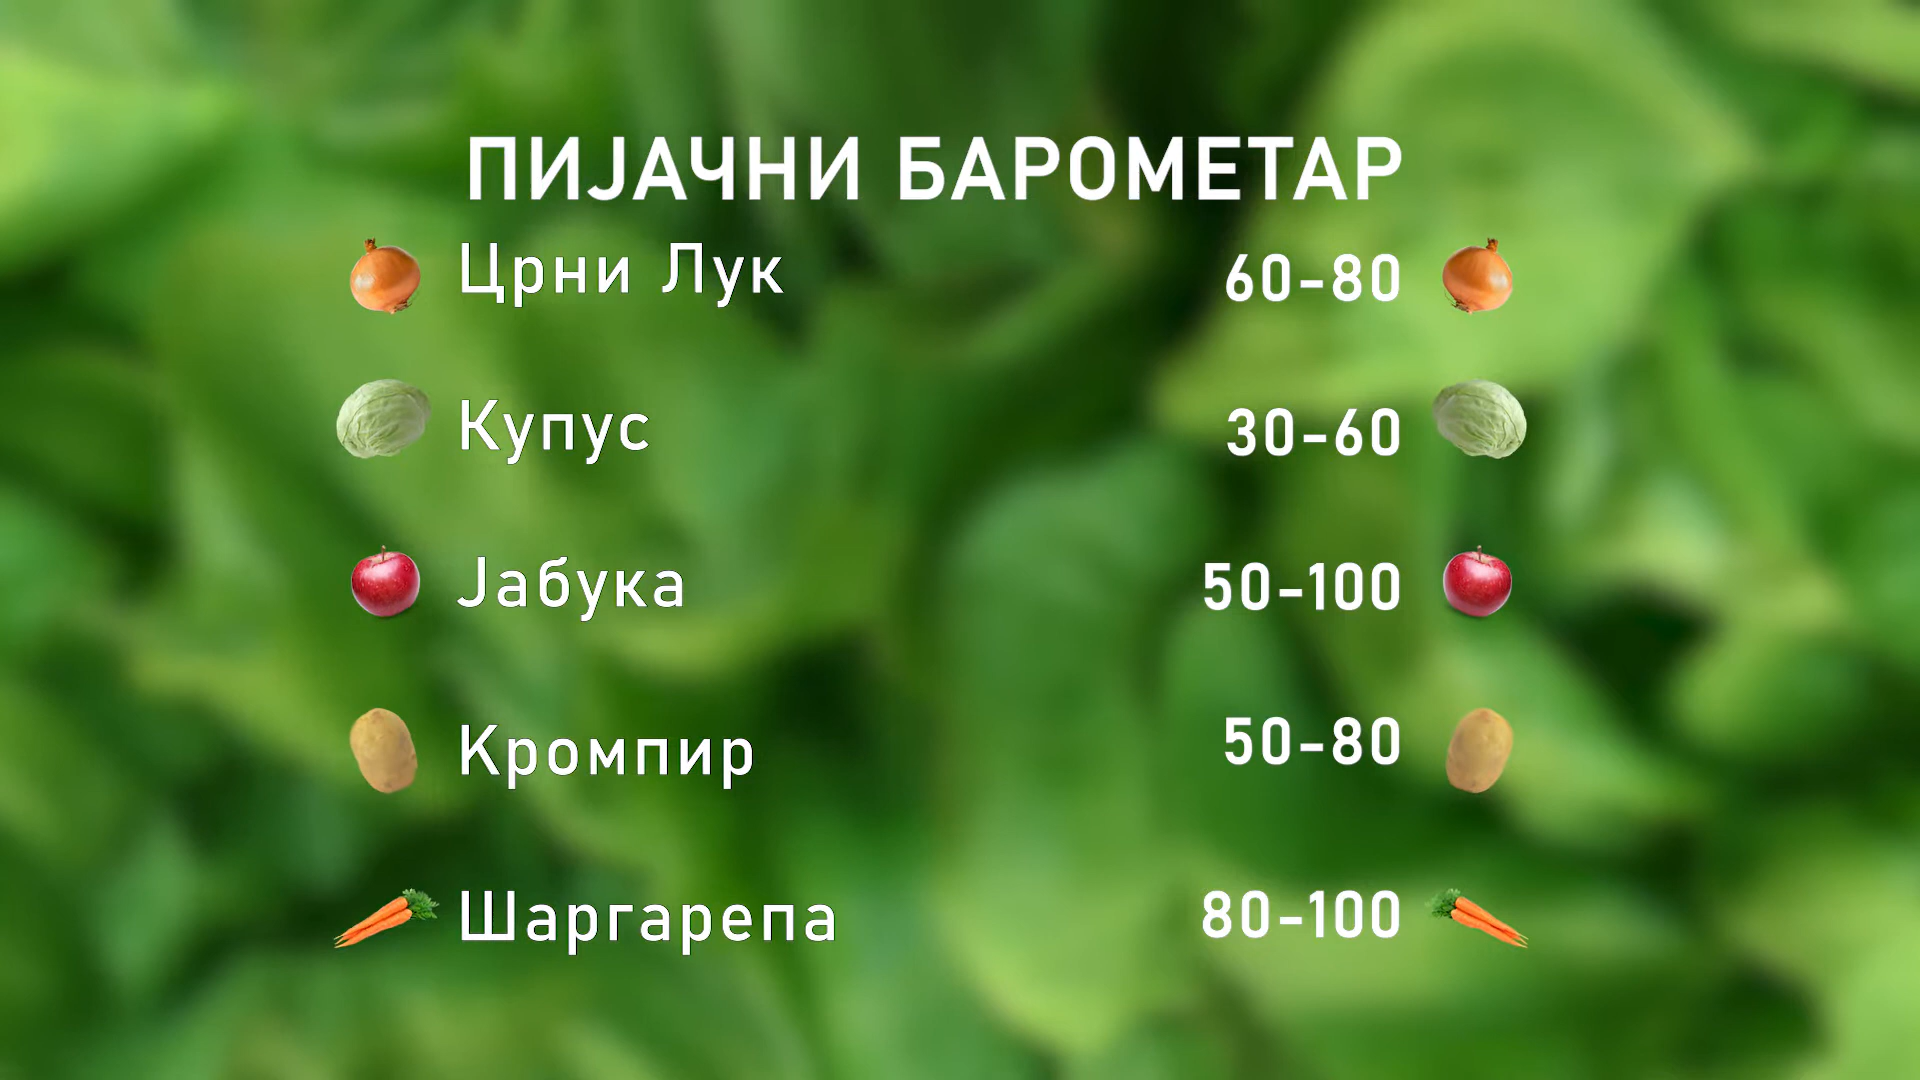 ПИЈАЧНИ БАРОМЕТАР
Црни Лук 60-80
Купус 30-60
Јабука 50-100
Кромпир 50-80
Шаргарепа 80-100